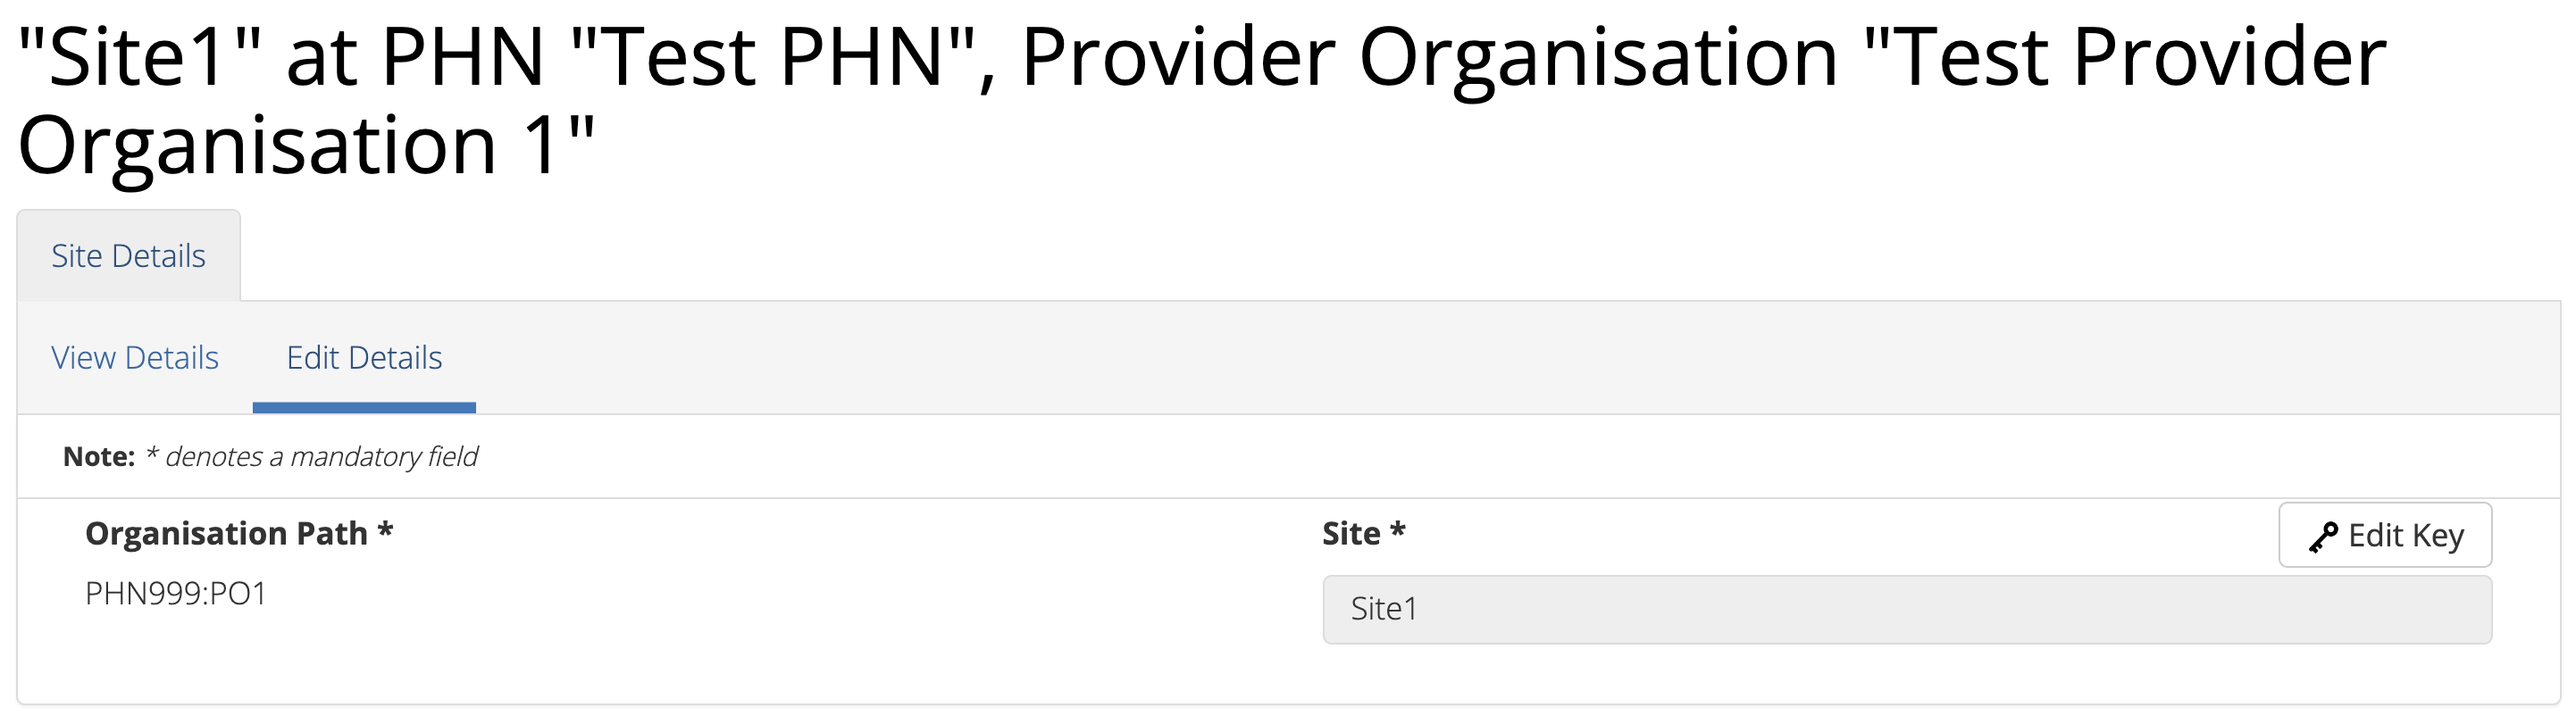 "Site1" at PHN "Test PHN", Provider Organisation "Test Provider
Organisation 1"
Site Details
View Details Edit Details
Note: * denotes a mandatory field
Organisation Path *
PHN999:PO1
Site *
Edit Key
Site1